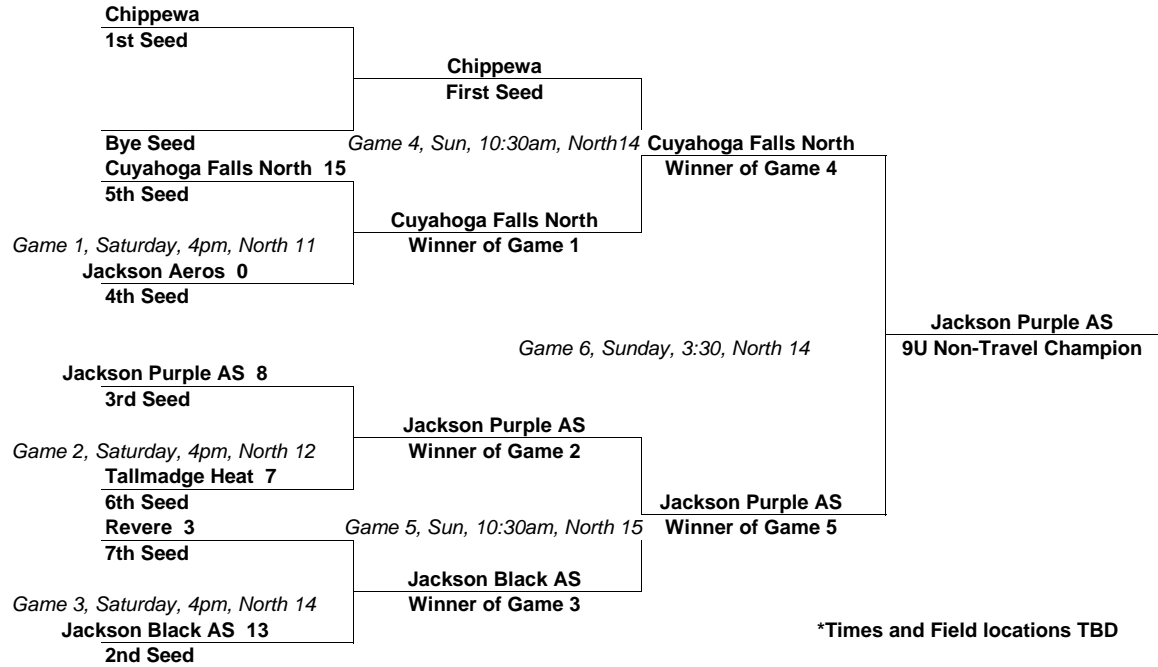 Chippewa
1st Seed
Chippewa
First Seed
Bye Seed
Game 4, Sun, 10:30am, North14
Cuyahoga Falls North
Cuyahoga Falls North 15
Winner of Game 4
5th Seed
Cuyahoga Falls North
Game 1, Saturday, 4pm, North 11
Winner of Game 1
Jackson Aeros 0
4th Seed
Jackson Purple AS
Game 6, Sunday, 3:30, North 14
9U Non-Travel Champion
Jackson Purple AS 8
3rd Seed
Jackson Purple AS
Game 2, Saturday, 4pm, North 12
Winner of Game 2
Tallmadge Heat 7
6th Seed
Jackson Purple AS
Revere 3
Game 5, Sun, 10:30am, North 15
Winner of Game 5
7th Seed
Jackson Black AS
Game 3, Saturday, 4pm, North 14
Winner of Game 3
Jackson Black AS 13
*Times and Field locations TBD
2nd Seed